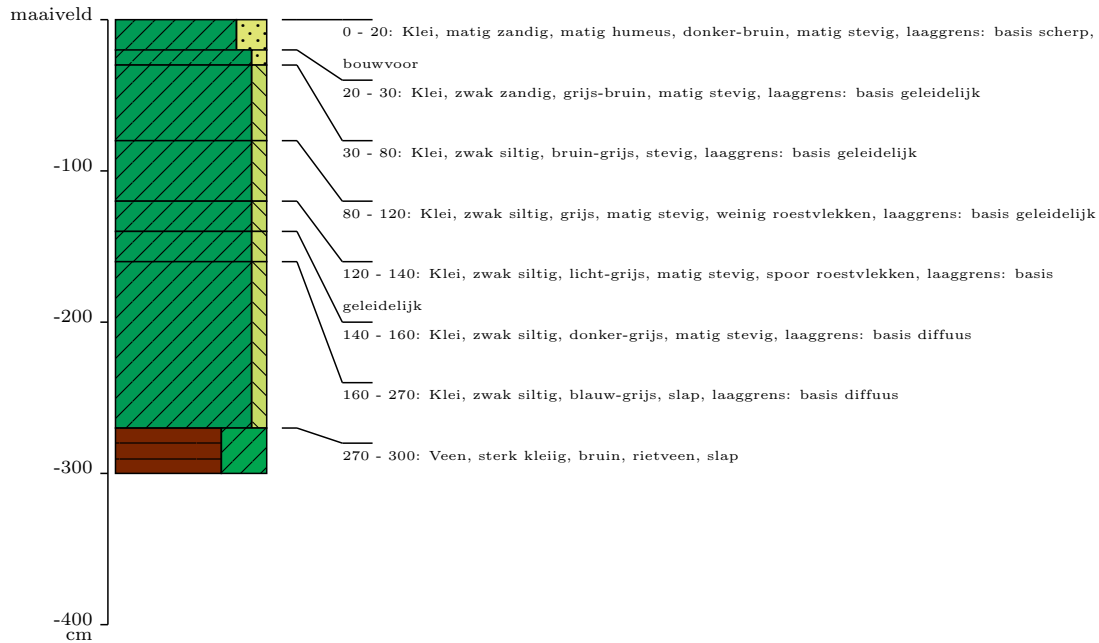 maaiveld
0 - 20: Klei, matig zandig, matig humeus, donker-bruin, matig stevig, laaggrens: basis scherp,
bouwvoor
20 - 30: Klei, zwak zandig, grijs-bruin, matig stevig, laaggrens: basis geleidelijk
30 - 80: Klei, zwak siltig, bruin-grijs, stevig, laaggrens: basis geleidelijk
-100
80 - 120: Klei, zwak siltig, grijs, matig stevig, weinig roestvlekken, laaggrens: basis geleidelijk
120 - 140: Klei, zwak siltig, licht-grijs, matig stevig, spoor roestvlekken, laaggrens: basis
geleidelijk
-200
140 - 160: Klei, zwak siltig, donker-grijs, matig stevig, laaggrens: basis diffuus
160 - 270: Klei, zwak siltig, blauw-grijs, slap, laaggrens: basis diffuus
270 - 300: Veen, sterk kleiig, bruin, rietveen, slap
-300
-400
cm